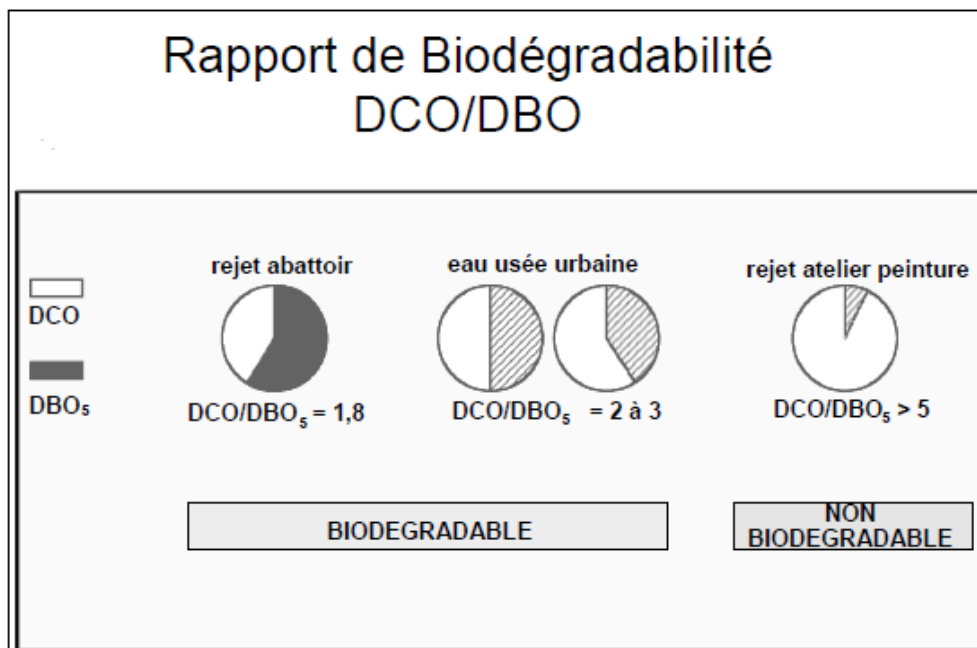 Rapport de Biodégradabilité
DCO/DBO
rejet abattoir
eau usée urbaine
rejet atelier peinture
DCO
DBO₅
DCO/DBO₅ = 1,8
DCO/DBO₅ = 2 à 3
DCO/DBO₅ > 5
BIODEGRADABLE
NON
BIODEGRADABLE